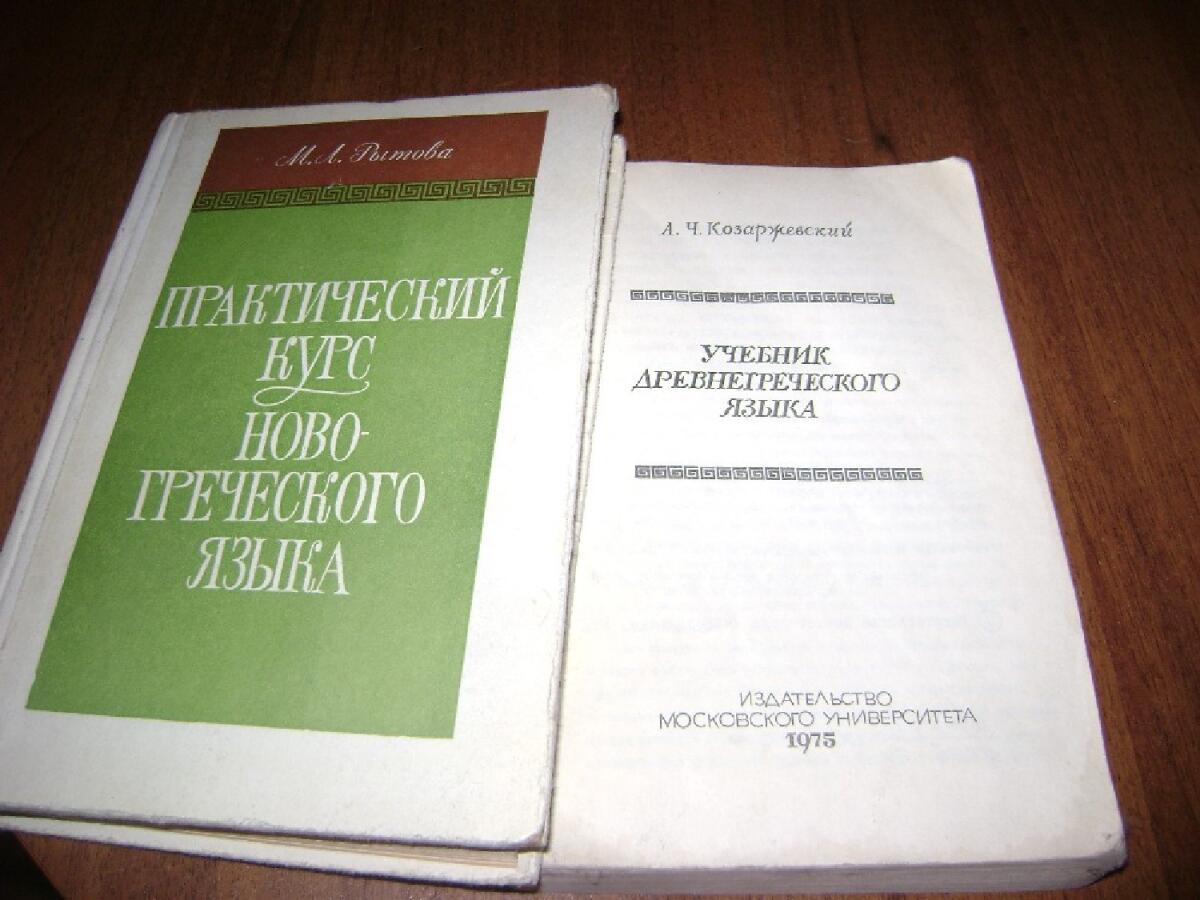 М. Л. Рытова
ПРАКТИЧЕСКИЙ
КУРС
НОВО-
ГРЕЧЕСКОГО
ЯЗЫКА
А. Ч. Козаржевский
УЧЕБНИК
ДРЕВНЕГРЕЧЕСКОГО
ЯЗЫКА
ИЗДАТЕЛЬСТВО
МОСКОВСКОГО УНИВЕРСИТЕТА
1975